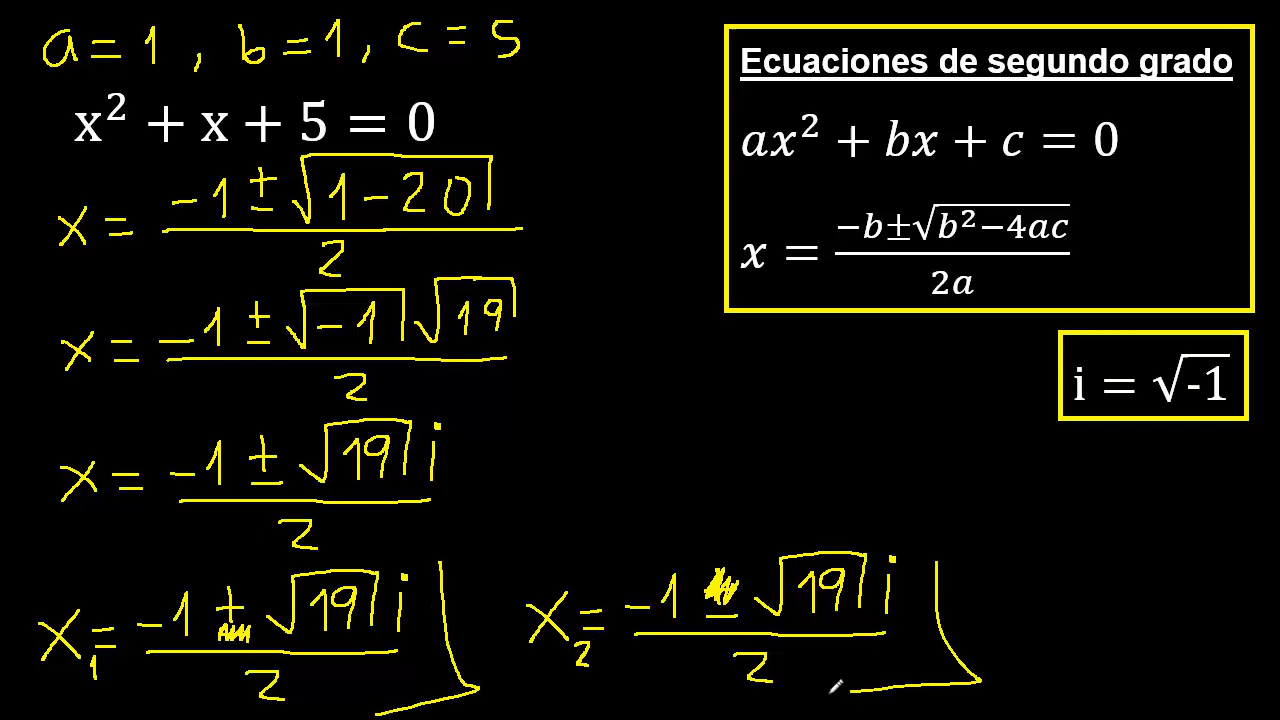 a = 1 , b = 1 , c = 5
x² + x + 5 = 0
x = (-1 ± √(1 - 20)) / 2
x = (-1 ± √(-1) √19) / 2
x = (-1 ± √19 i) / 2
x₁ = (-1 + √19 i) / 2
x₂ = (-1 - √19 i) / 2
Ecuaciones de segundo grado
ax² + bx + c = 0
x = (-b ± √(b² - 4ac)) / 2a
i = √-1